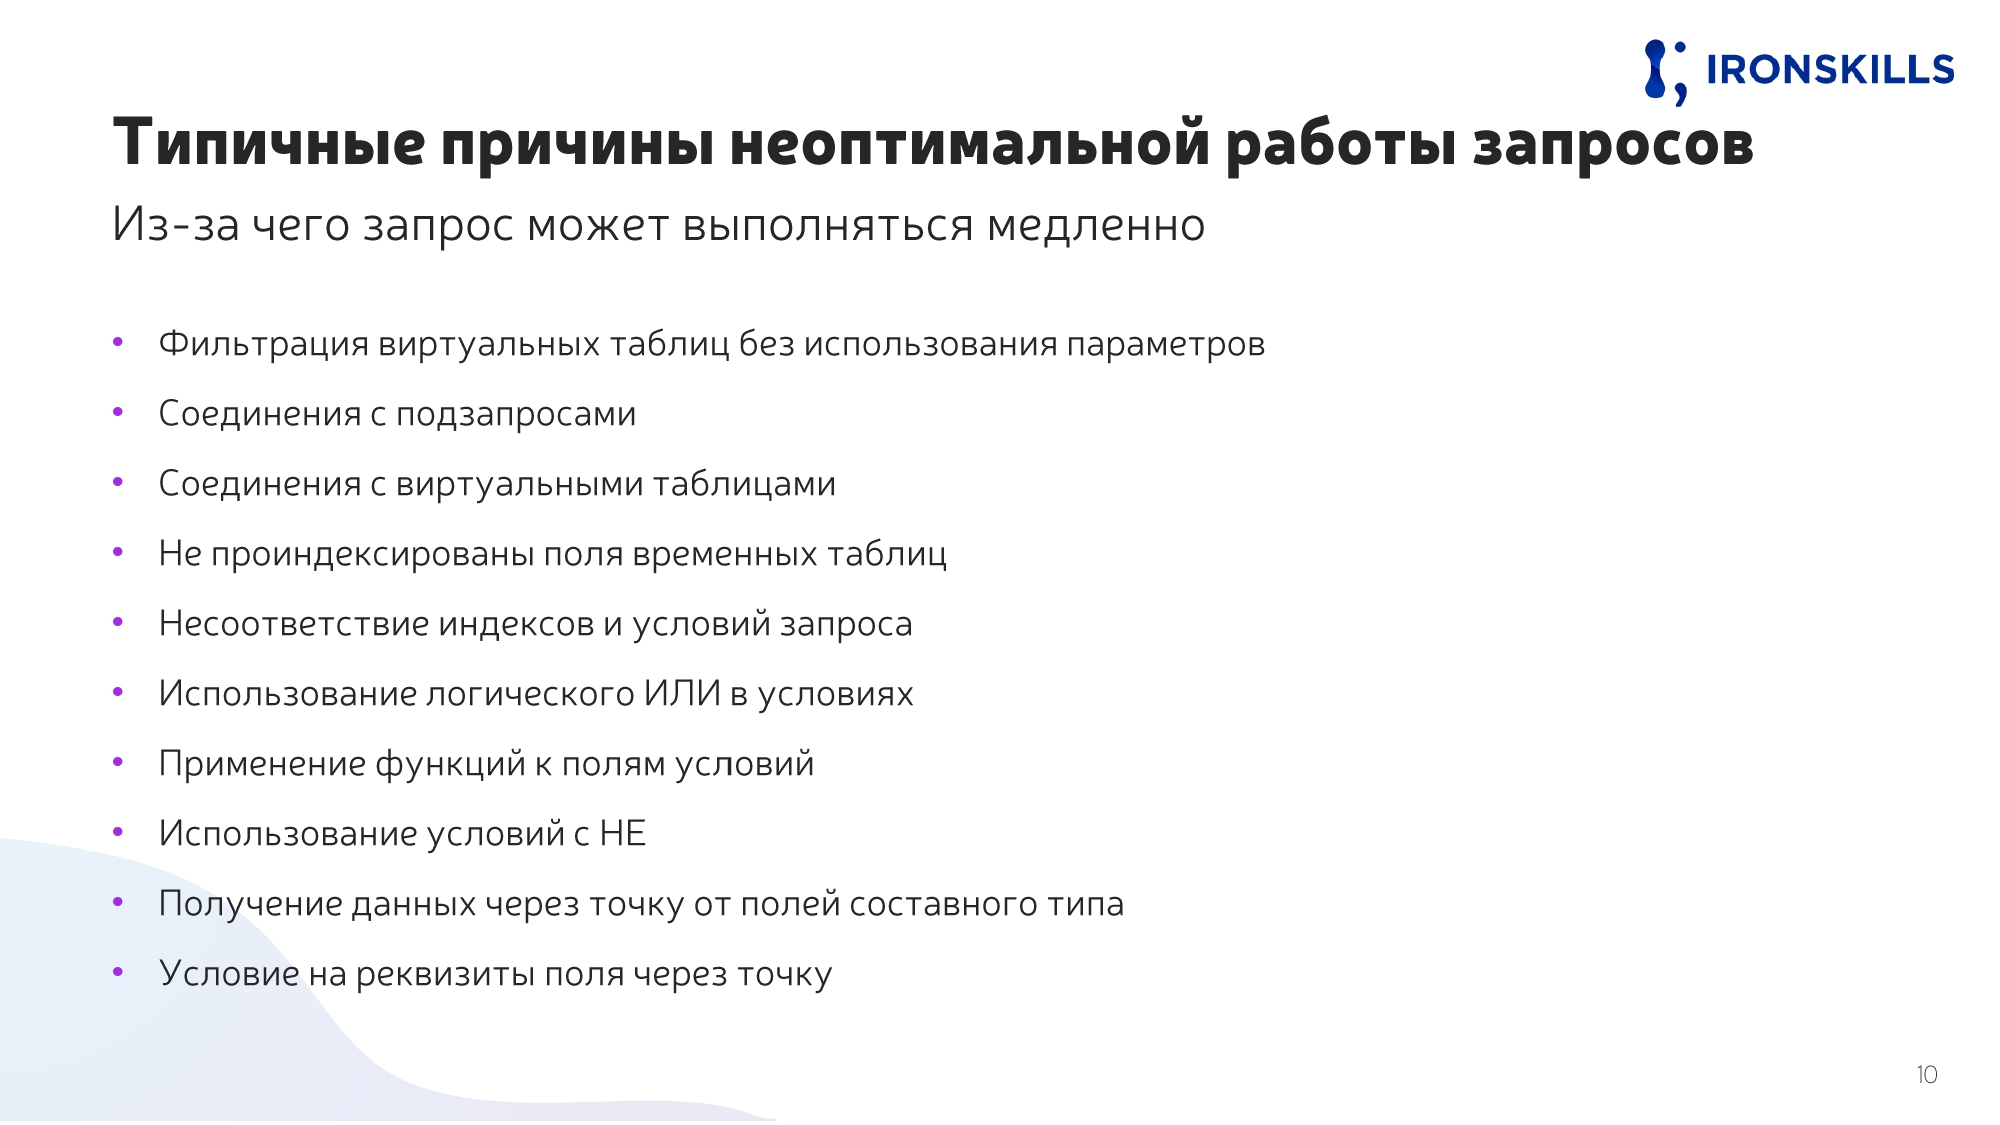 IRONSKILLS
Типичные причины неоптимальной работы запросов
Из-за чего запрос может выполняться медленно
• Фильтрация виртуальных таблиц без использования параметров
• Соединения с подзапросами
• Соединения с виртуальными таблицами
• Не проиндексированы поля временных таблиц
• Несоответствие индексов и условий запроса
• Использование логического ИЛИ в условиях
• Применение функций к полям условий
• Использование условий с НЕ
• Получение данных через точку от полей составного типа
• Условие на реквизиты поля через точку
10